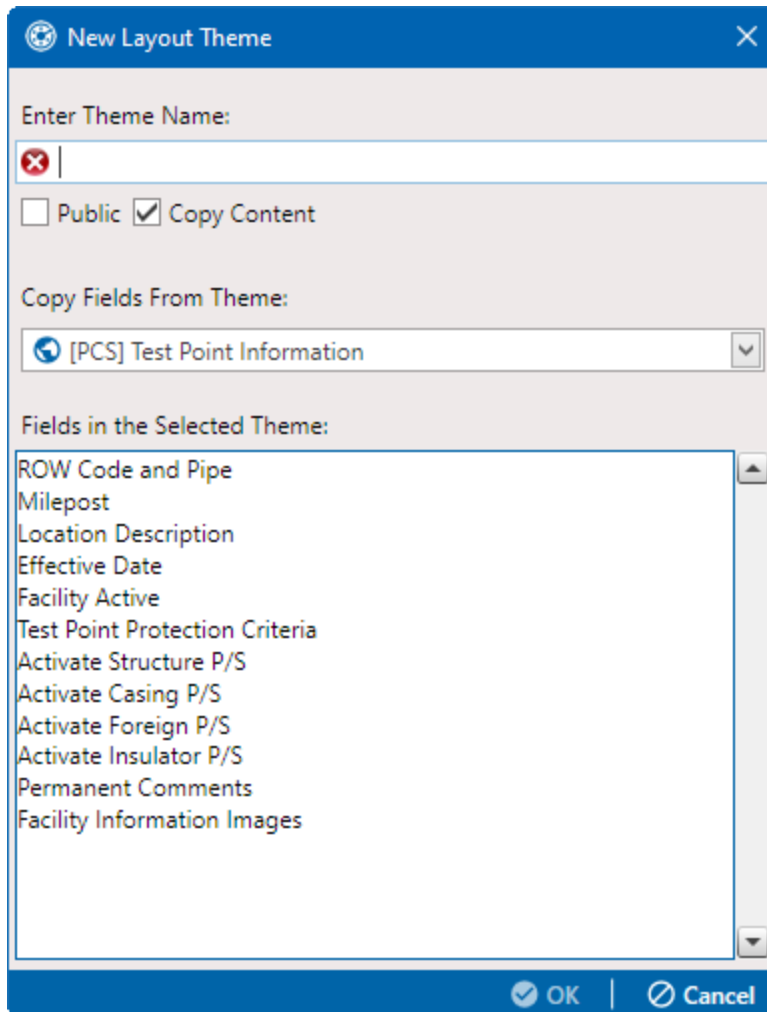 New Layout Theme
Enter Theme Name:
Public Copy Content
Copy Fields From Theme:
[PCS] Test Point Information
Fields in the Selected Theme:
ROW Code and Pipe
Milepost
Location Description
Effective Date
Facility Active
Test Point Protection Criteria
Activate Structure P/S
Activate Casing P/S
Activate Foreign P/S
Activate Insulator P/S
Permanent Comments
Facility Information Images
OK | Cancel